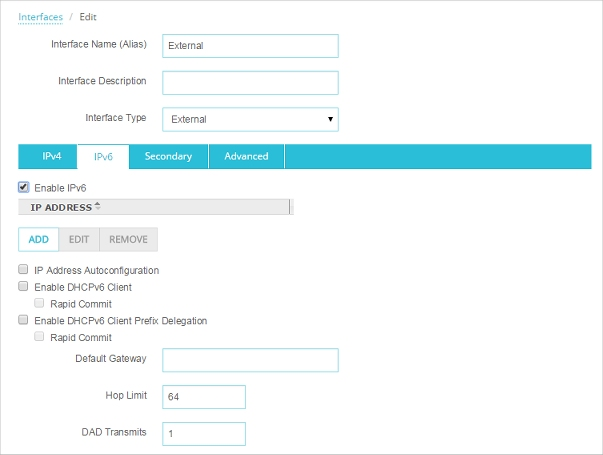 Interfaces / Edit
Interface Name (Alias) External
Interface Description
Interface Type External
IPv4 IPv6 Secondary Advanced
Enable IPv6
IP ADDRESS
ADD EDIT REMOVE
IP Address Autoconfiguration
Enable DHCPv6 Client
Rapid Commit
Enable DHCPv6 Client Prefix Delegation
Rapid Commit
Default Gateway
Hop Limit 64
DAD Transmits 1